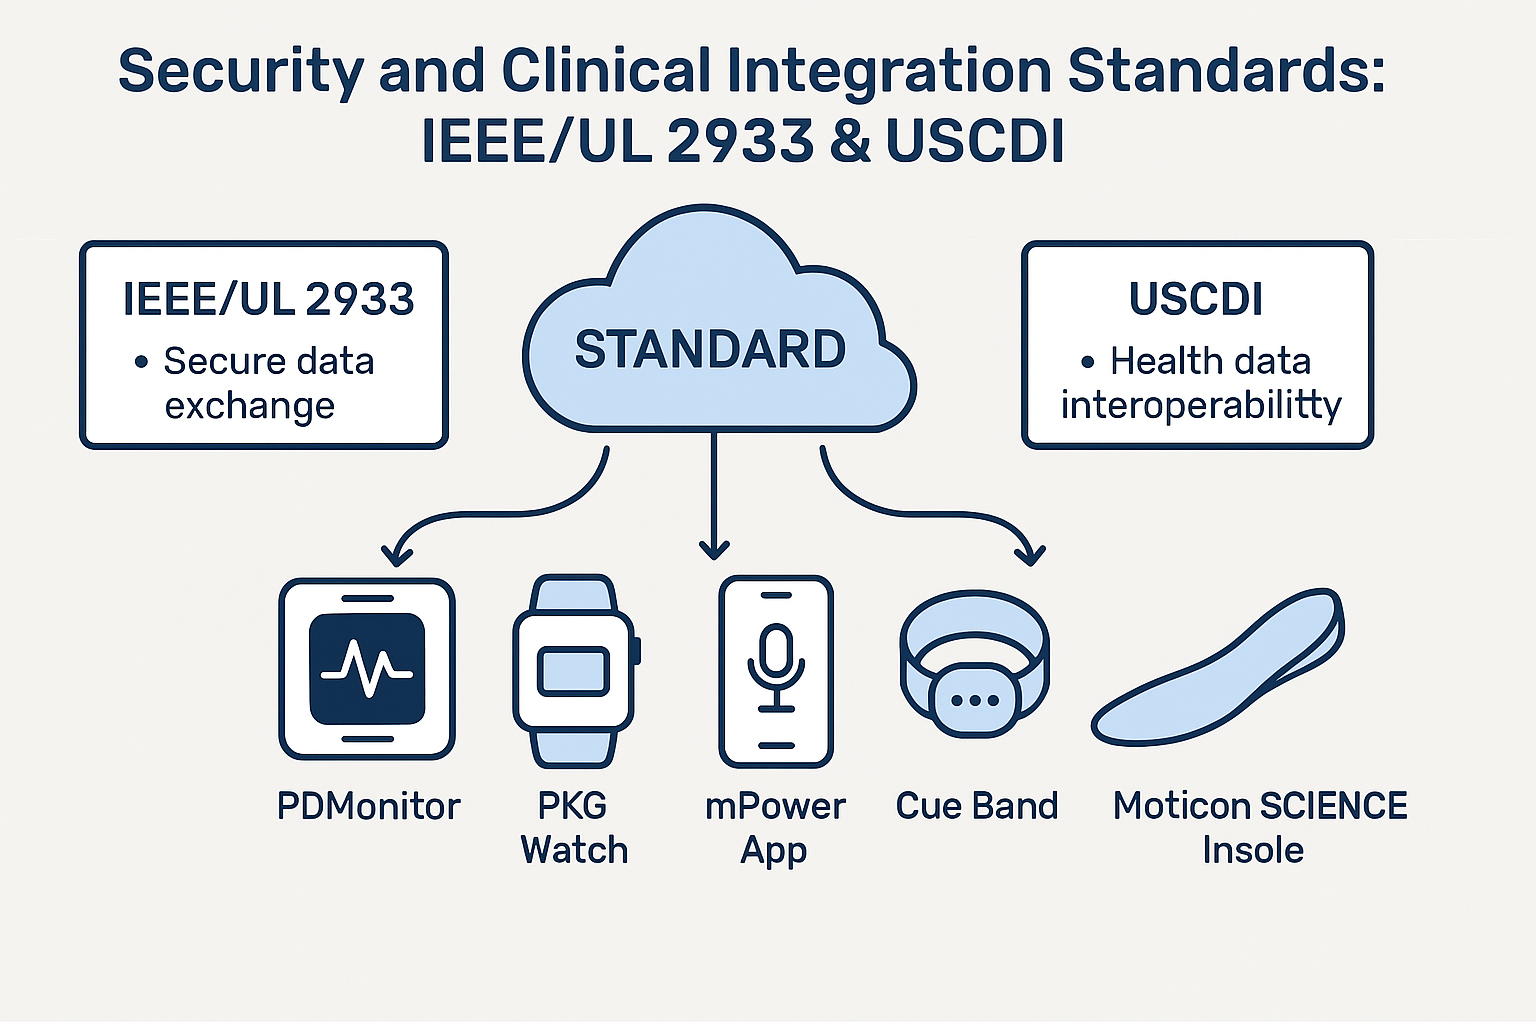 Security and Clinical Integration Standards:
IEEE/UL 2933 & USCDI
IEEE/UL 2933
• Secure data
exchange
STANDARD
USCDI
• Health data
interoperabilitty
PDMonitor
PKG
Watch
mPower
App
Cue Band
Moticon SCIENCE
Insole